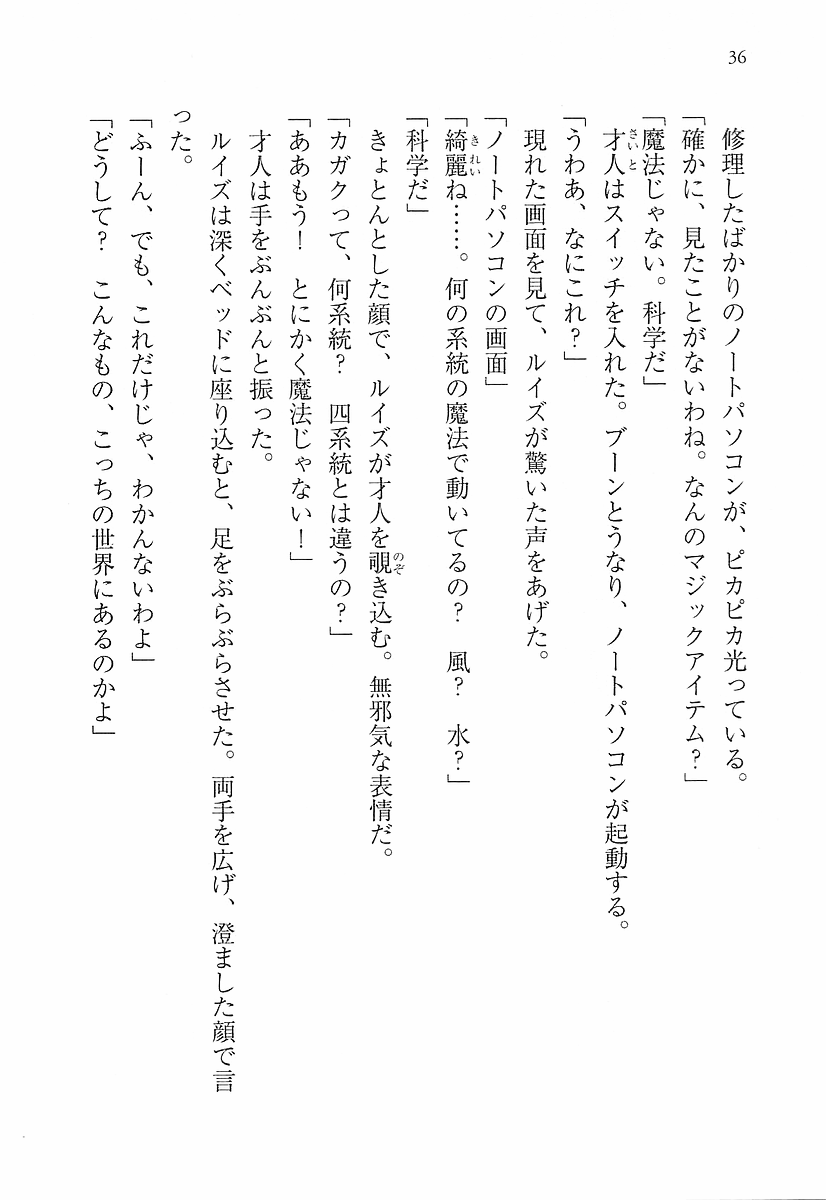 36
修理したばかりのノートパソコンが、ピカピカ光っている。
「確かに、見たことがないわね。なんのマジックアイテム？」
「魔法じゃない。科学だ」
才人はスイッチを入れた。ブーンとうなり、ノートパソコンが起動する。
「うわあ、なにこれ？」
現れた画面を見て、ルイズが驚いた声をあげた。
「ノートパソコンの画面」
「綺麗ね……。何の系統の魔法で動いてるの？　風？　水？」
「科学だ」
きょとんとした顔で、ルイズが才人を覗き込む。無邪気な表情だ。
「カガクって、何系統？　四系統とは違うの？」
「ああもう！　とにかく魔法じゃない！」
才人は手をぶんぶんと振った。
ルイズは深くベッドに座り込むと、足をぶらぶらさせた。両手を広げ、澄ました顔で言
った。
「ふーん、でも、これだけじゃ、わかんないわよ」
「どうして？　こんなもの、こっちの世界にあるのかよ」